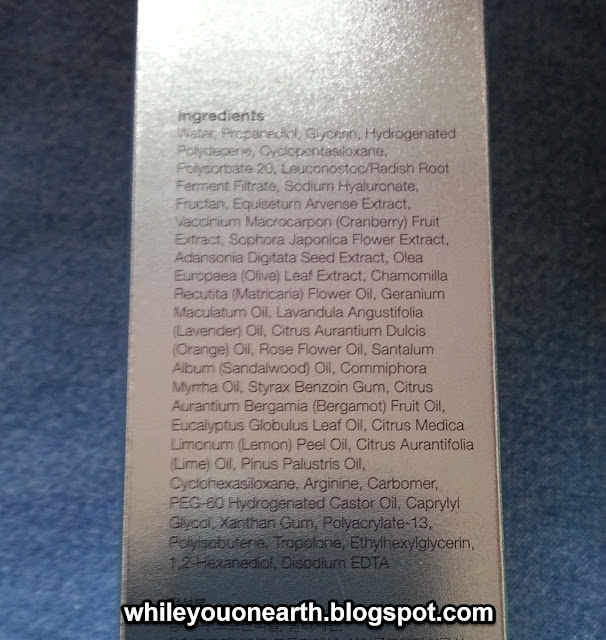 Ingredients
Water, Propanediol, Glycerin, Hydrogenated
Polydecene, Cyclopentasiloxane,
Polysorbate 20, Leuconostoc/Radish Root
Ferment Filtrate, Sodium Hyaluronate,
Fructan, Equisetum Arvense Extract,
Vaccinium Macrocarpon (Cranberry) Fruit
Extract, Sophora Japonica Flower Extract,
Adansonia Digitata Seed Extract, Olea
Europaea (Olive) Leaf Extract, Chamomilla
Recutita (Matricaria) Flower Oil, Geranium
Maculatum Oil, Lavandula Angustifolia
(Lavender) Oil, Citrus Aurantium Dulcis
(Orange) Oil, Rose Flower Oil, Santalum
Album (Sandalwood) Oil, Commiphora
Myrrha Oil, Styrax Benzoin Gum, Citrus
Aurantium Bergamia (Bergamot) Fruit Oil,
Eucalyptus Globulus Leaf Oil, Citrus Medica
Limonum (Lemon) Peel Oil, Citrus Aurantifolia
(Lime) Oil, Pinus Palustris Oil,
Cyclohexasiloxane, Arginine, Carbomer,
PEG-60 Hydrogenated Castor Oil, Caprylyl
Glycol, Xanthan Gum, Polyacrylate-13,
Polyisobutene, Tropolone, Ethylhexylglycerin,
1,2-Hexanediol, Disodium EDTA
whileyouonearth.blogspot.com